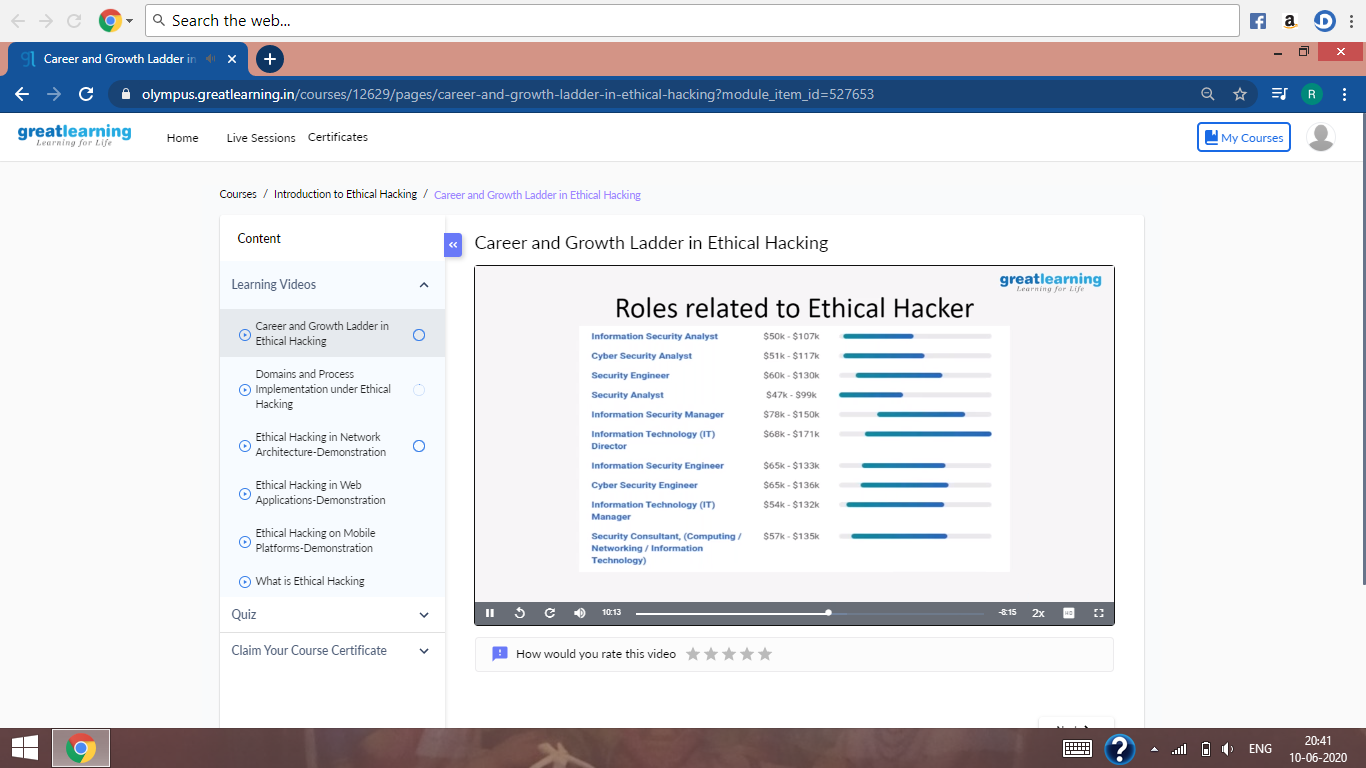 Search the web...
Career and Growth Ladder in
olympus.greatlearning.in/courses/12629/pages/career-and-growth-ladder-in-ethical-hacking?module_item_id=527653
R
greatlearning
Learning for Life
Home
Live Sessions
Certificates
My Courses
Courses / Introduction to Ethical Hacking / Career and Growth Ladder in Ethical Hacking
Content
Learning Videos
Career and Growth Ladder in
Ethical Hacking
Domains and Process
Implementation under Ethical
Hacking
Ethical Hacking in Network
Architecture-Demonstration
Ethical Hacking in Web
Applications-Demonstration
Ethical Hacking on Mobile
Platforms-Demonstration
What is Ethical Hacking
Quiz
Claim Your Course Certificate
Career and Growth Ladder in Ethical Hacking
greatlearning
Learning for Life
Roles related to Ethical Hacker
Information Security Analyst $50k - $107k
Cyber Security Analyst $51k - $117k
Security Engineer $60k - $130k
Security Analyst $47k - $99k
Information Security Manager $78k - $150k
Information Technology (IT) $68k - $171k
Director
Information Security Engineer $65k - $133k
Cyber Security Engineer $65k - $136k
Information Technology (IT) $54k - $132k
Manager
Security Consultant, (Computing / $57k - $135k
Networking / Information
Technology)
10:13
-8:15
2x
HD
How would you rate this video
ENG
20:41
10-06-2020